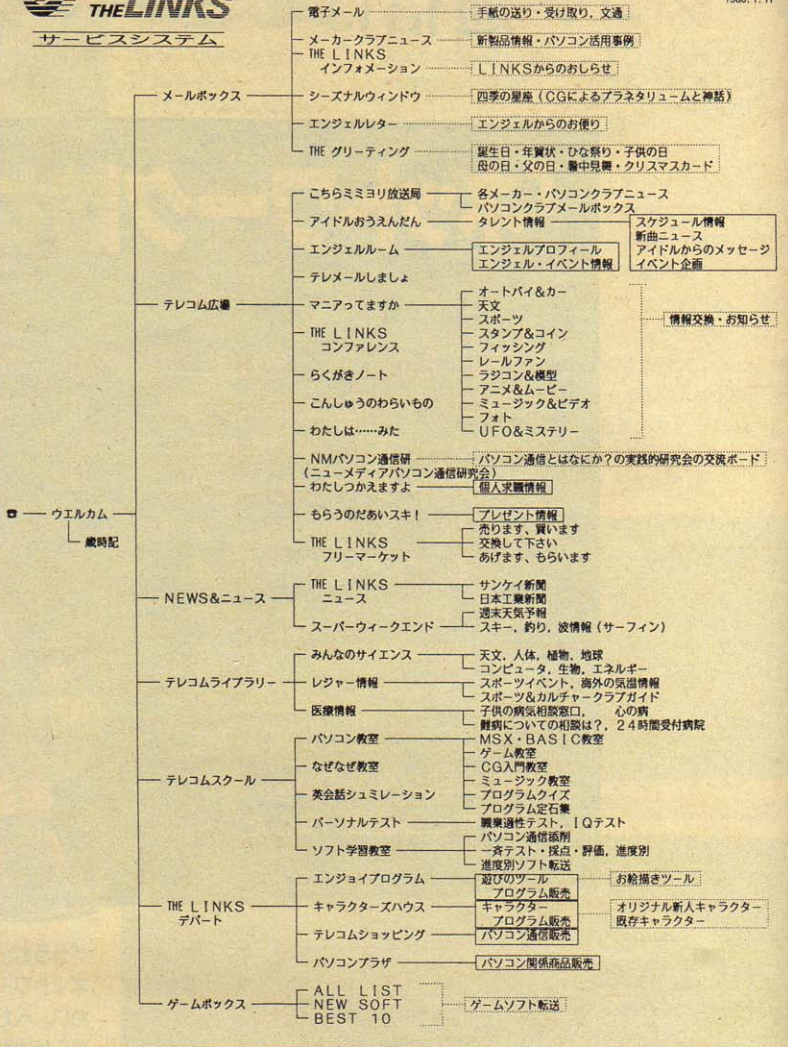 THE LINKS
サービスシステム
電子メール
手紙の送り・受け取り，文通
メーカークラブニュース
新製品情報・パソコン活用事例
THE LINKS
インフォメーション
LINKSからのおしらせ
メールボックス
シーズナルウィンドウ
四季の星座（CGによるプラネタリュームと神話）
エンジェルレター
エンジェルからのお便り
THE グリーティング
誕生日・年賀状・ひな祭り・子供の日
母の日・父の日・暑中見舞・クリスマスカード
こちらミミヨリ放送局
各メーカー・パソコンクラブニュース
パソコンクラブメールボックス
アイドルおうえんだん
タレント情報
スケジュール情報
新曲ニュース
アイドルからのメッセージ
イベント企画
エンジェルルーム
エンジェルプロフィール
エンジェル・イベント情報
テレメールしましょ
テレコム広場
マニアってますか
オートバイ&カー
天文
スポーツ
スタンプ&コイン
フィッシング
レールファン
ラジコン&模型
アニメ&ムービー
ミュージック&ビデオ
フォト
UFO&ミステリー
情報交換・お知らせ
THE LINKS
コンファレンス
らくがきノート
こんしゅうのわらいもの
わたしは……みた
NMパソコン通信研
（ニューメディアパソコン通信研究会）
パソコン通信とはなにか？の実践的研究会の交流ボード
わたしつかえますよ
個人求職情報
もらうのだあいスキ！
プレゼント情報
THE LINKS
フリーマーケット
売ります、買います
交換して下さい
あげます、もらいます
ウエルカム
歳時記
NEWS&ニュース
THE LINKS
ニュース
サンケイ新聞
日本工業新聞
スーパーウィークエンド
週末天気予報
スキー，釣り，波情報（サーフィン）
テレコムライブラリー
みんなのサイエンス
天文，人体，植物，地球
コンピュータ，生物，エネルギー
レジャー情報
スポーツイベント，海外の気温情報
スポーツ&カルチャークラブガイド
医療情報
子供の病気相談窓口，　心の病
難病についての相談は？，２４時間受付病院
テレコムスクール
パソコン教室
MSX・BASIC教室
ゲーム教室
CG入門教室
ミュージック教室
プログラムクイズ
プログラム定石集
なぜなぜ教室
英会話シュミレーション
パーソナルテスト
職業適性テスト，IQテスト
ソフト学習教室
パソコン通信添削
一斉テスト・採点・評価，進度別
進度別ソフト転送
THE LINKS
デパート
エンジョイプログラム
遊びのツール
プログラム販売
お絵描きツール
キャラクターズハウス
キャラクター
プログラム販売
オリジナル新人キャラクター
既存キャラクター
テレコムショッピング
パソコン通信販売
パソコンプラザ
パソコン関係商品販売
ゲームボックス
ALL LIST
NEW SOFT
BEST 10
ゲームソフト転送